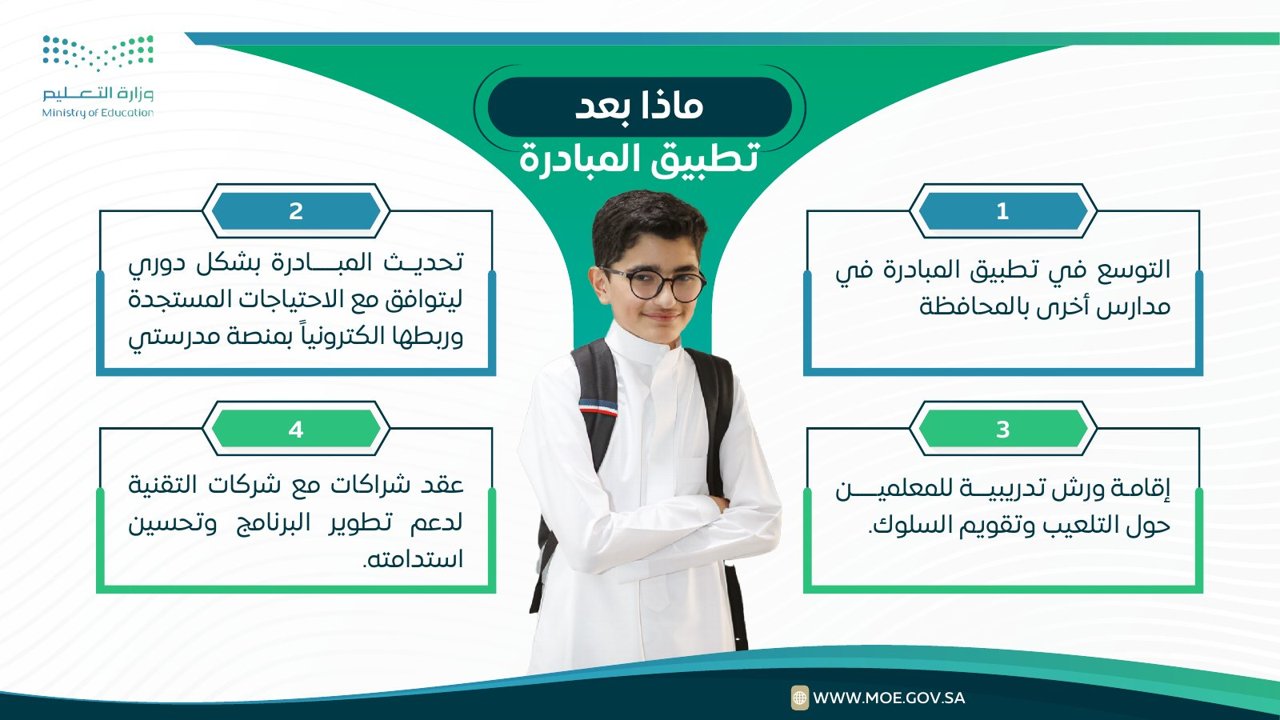 وزارة التعليم
Ministry of Education
ماذا بعد
تطبيق المبادرة
1
التوسع في تطبيق المبادرة في
مدارس أخرى بالمحافظة
2
تحديث المبادرة بشكل دوري
ليتوافق مع الاحتياجات المستجدة
وربطها الكترونياً بمنصة مدرستي
3
إقامة ورش تدريبية للمعلمين
حول التلعيب وتقويم السلوك.
4
عقد شراكات مع شركات التقنية
لدعم تطوير البرنامج وتحسين
استدامته.
WWW.MOE.GOV.SA